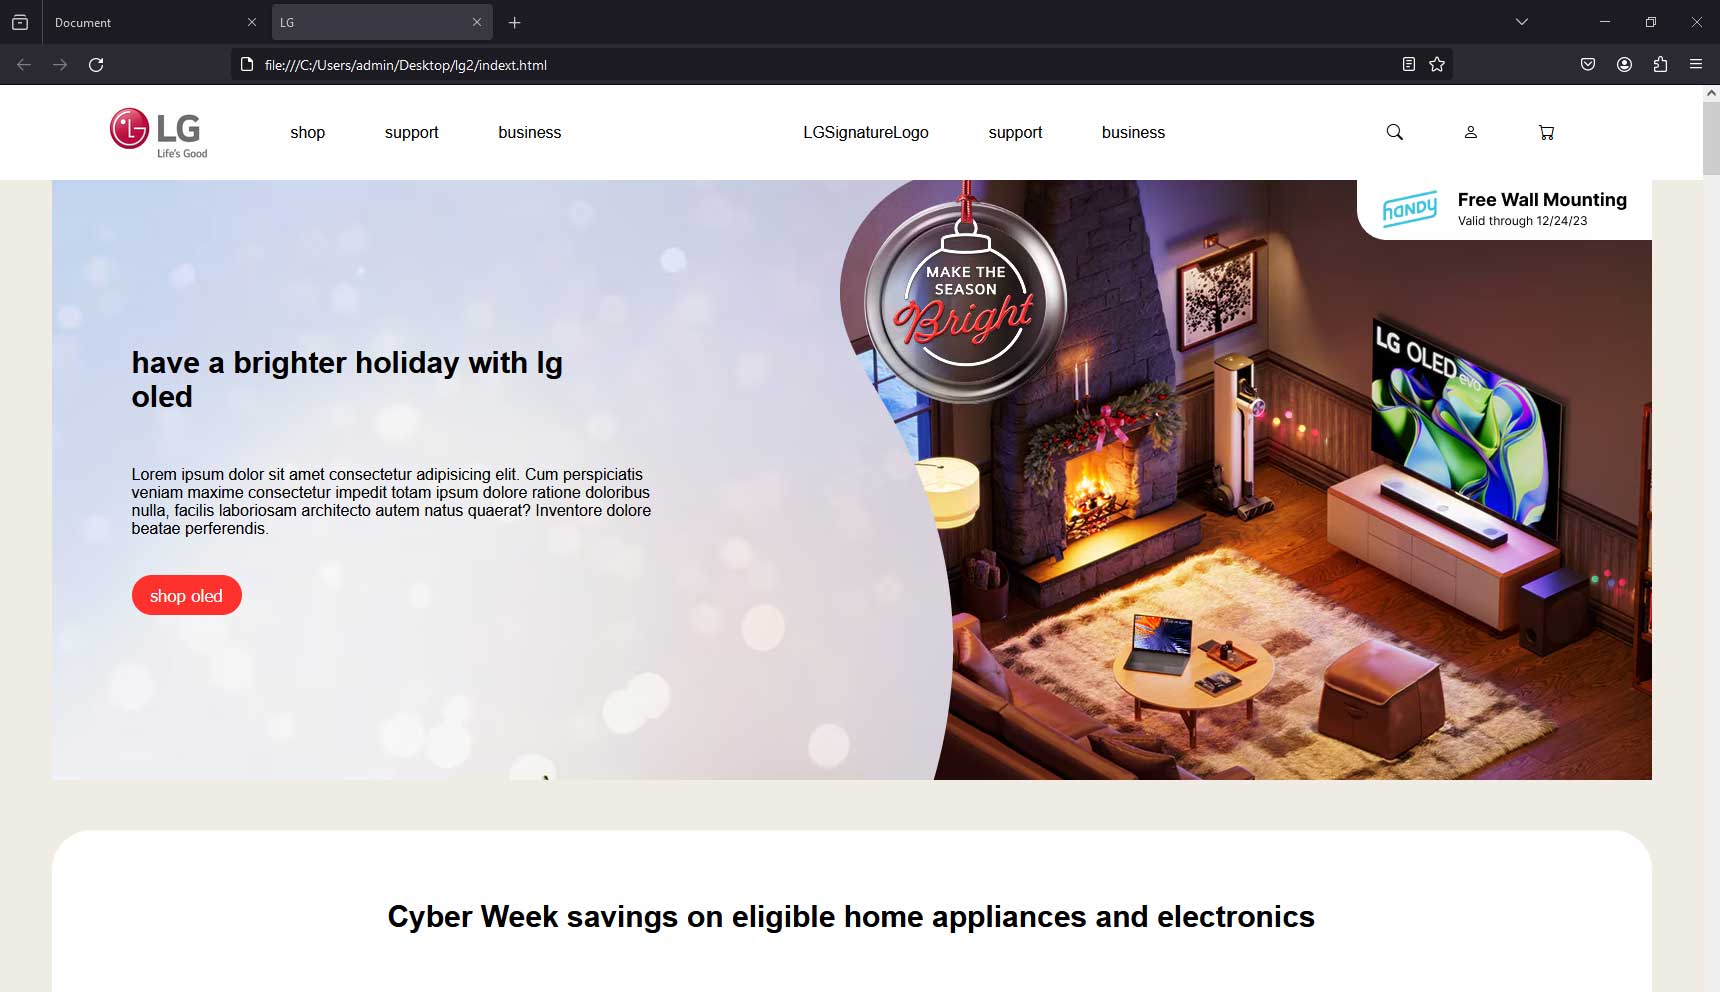 Document
LG
file:///C:/Users/admin/Desktop/lg2/indext.html
LG
Life's Good
shop
support
business
LGSignatureLogo
support
business
HANDY
Free Wall Mounting
Valid through 12/24/23
MAKE THE
SEASON
Bright
LG OLED evo
have a brighter holiday with lg
oled
Lorem ipsum dolor sit amet consectetur adipisicing elit. Cum perspiciatis
veniam maxime consectetur impedit totam ipsum dolore ratione doloribus
nulla, facilis laboriosam architecto autem natus quaerat? Inventore dolore
beatae perferendis.
shop oled
Cyber Week savings on eligible home appliances and electronics